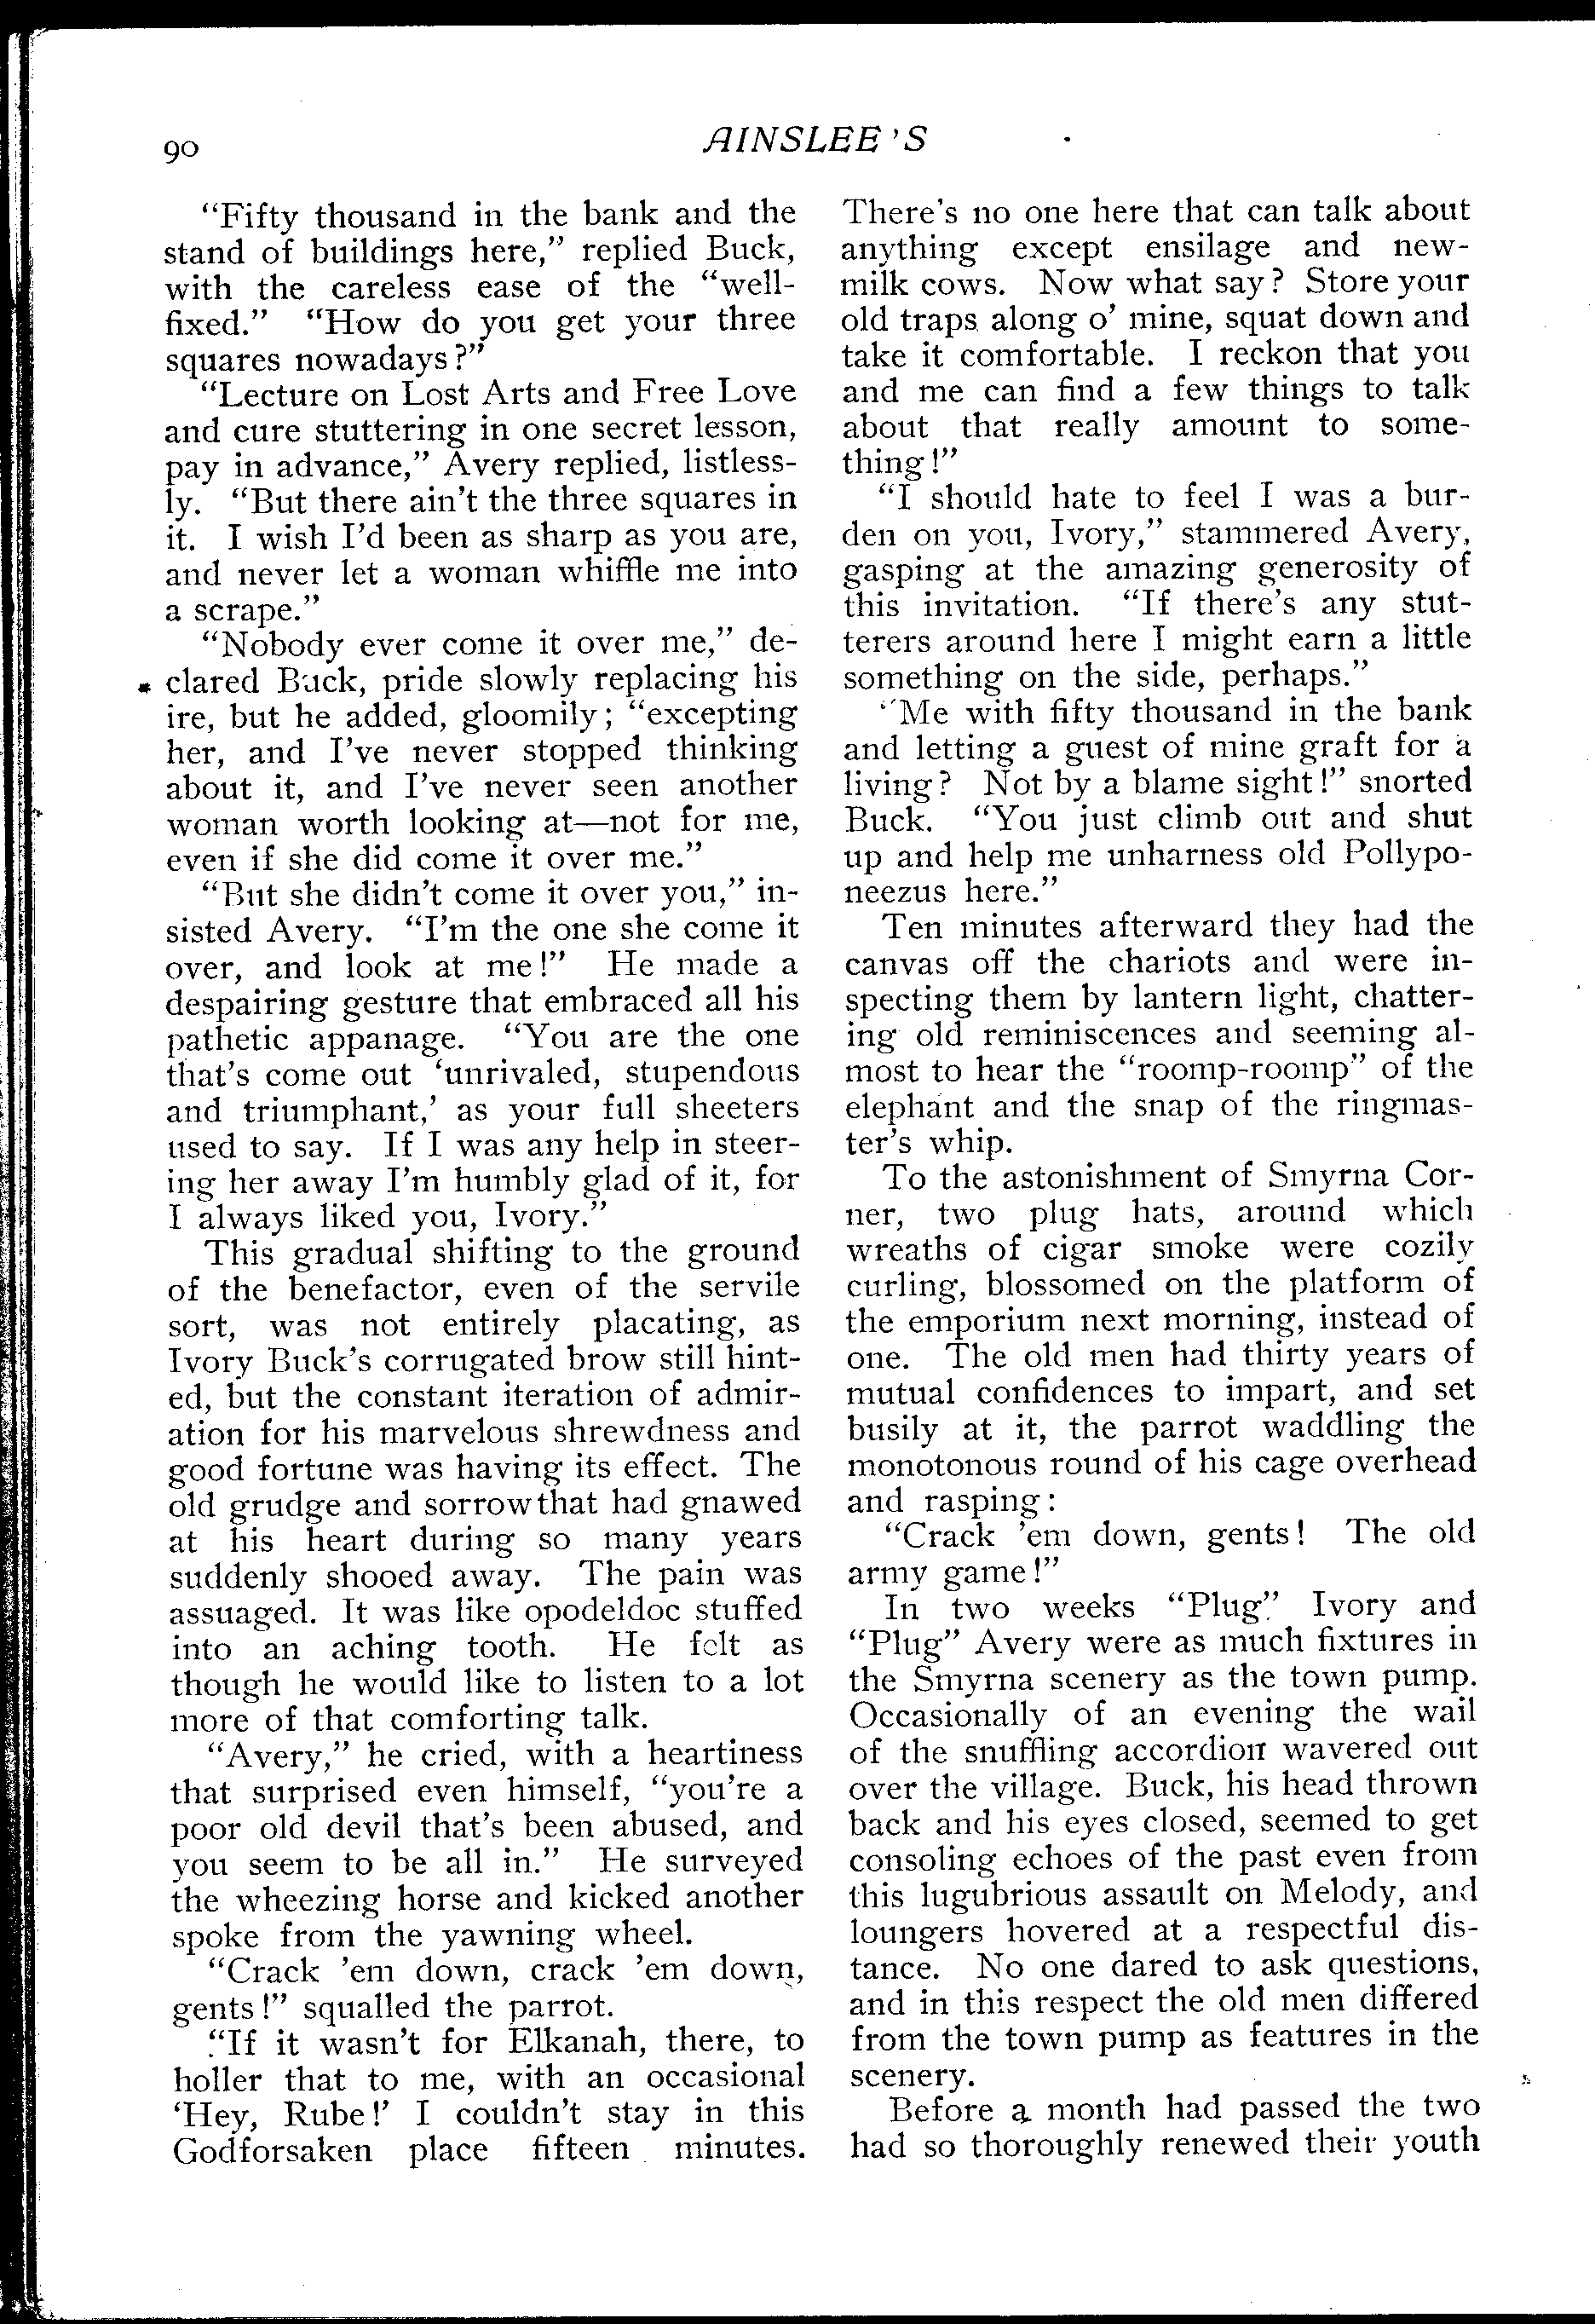 90
AINSLEE'S
“Fifty thousand in the bank and the
stand of buildings here,” replied Buck,
with the careless ease of the “well-
fixed.” “How do you get your three
squares nowadays?”
“Lecture on Lost Arts and Free Love
and cure stuttering in one secret lesson,
pay in advance,” Avery replied, listless-
ly. “But there ain't the three squares in
it. I wish I'd been as sharp as you are,
and never let a woman whiffle me into
a scrape.”
“Nobody ever come it over me,” de-
clared Buck, pride slowly replacing his
ire, but he added, gloomily; “excepting
her, and I've never stopped thinking
about it, and I've never seen another
woman worth looking at—not for me,
even if she did come it over me.”
“But she didn't come it over you,” in-
sisted Avery. “I'm the one she come it
over, and look at me!” He made a
despairing gesture that embraced all his
pathetic appanage. “You are the one
that's come out ‘unrivaled, stupendous
and triumphant,’ as your full sheeters
used to say. If I was any help in steer-
ing her away I'm humbly glad of it, for
I always liked you, Ivory.”
This gradual shifting to the ground
of the benefactor, even of the servile
sort, was not entirely placating, as
Ivory Buck's corrugated brow still hint-
ed, but the constant iteration of admir-
ation for his marvelous shrewdness and
good fortune was having its effect. The
old grudge and sorrow that had gnawed
at his heart during so many years
suddenly shooed away. The pain was
assuaged. It was like opodeldoc stuffed
into an aching tooth. He felt as
though he would like to listen to a lot
more of that comforting talk.
“Avery,” he cried, with a heartiness
that surprised even himself, “you're a
poor old devil that's been abused, and
you seem to be all in.” He surveyed
the wheezing horse and kicked another
spoke from the yawning wheel.
“Crack 'em down, crack 'em down,
gents!” squalled the parrot.
“If it wasn't for Elkanah, there, to
holler that to me, with an occasional
‘Hey, Rube!’ I couldn't stay in this
Godforsaken place fifteen minutes.
There's no one here that can talk about
anything except ensilage and new-
milk cows. Now what say? Store your
old traps along o' mine, squat down and
take it comfortable. I reckon that you
and me can find a few things to talk
about that really amount to some-
thing!”
“I should hate to feel I was a bur-
den on you, Ivory,” stammered Avery,
gasping at the amazing generosity of
this invitation. “If there's any stut-
terers around here I might earn a little
something on the side, perhaps.”
“Me with fifty thousand in the bank
and letting a guest of mine graft for a
living? Not by a blame sight!” snorted
Buck. “You just climb out and shut
up and help me unharness old Pollypo-
neezus here.”
Ten minutes afterward they had the
canvas off the chariots and were in-
specting them by lantern light, chatter-
ing old reminiscences and seeming al-
most to hear the “roomp-roomp” of the
elephant and the snap of the ringmas-
ter's whip.
To the astonishment of Smyrna Cor-
ner, two plug hats, around which
wreaths of cigar smoke were cozily
curling, blossomed on the platform of
the emporium next morning, instead of
one. The old men had thirty years of
mutual confidences to impart, and set
busily at it, the parrot waddling the
monotonous round of his cage overhead
and rasping:
“Crack 'em down, gents! The old
army game!”
In two weeks “Plug” Ivory and
“Plug” Avery were as much fixtures in
the Smyrna scenery as the town pump.
Occasionally of an evening the wail
of the snuffling accordion wavered out
over the village. Buck, his head thrown
back and his eyes closed, seemed to get
consoling echoes of the past even from
this lugubrious assault on Melody, and
loungers hovered at a respectful dis-
tance. No one dared to ask questions,
and in this respect the old men differed
from the town pump as features in the
scenery.
Before a month had passed the two
had so thoroughly renewed their youth